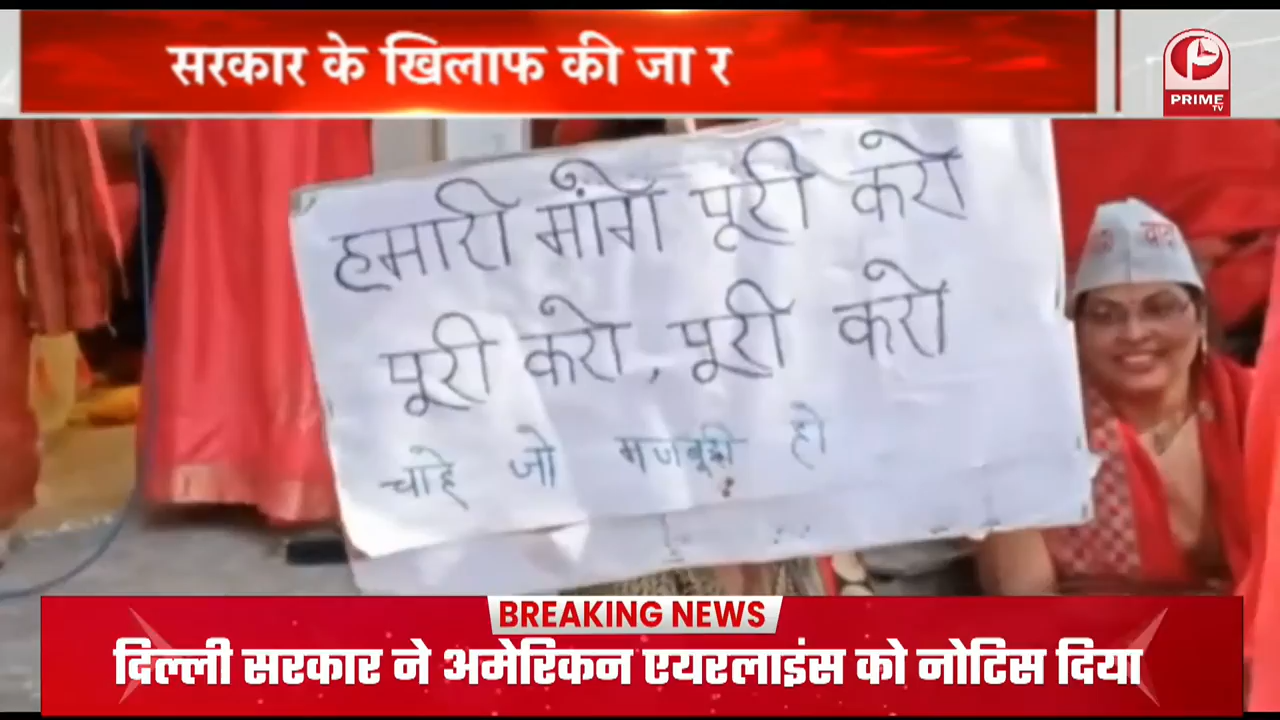 सरकार के खिलाफ की जा र
PRIME
TV
हमारी मांगे पूरी करो
पूरी करो, पूरी करो
चाहे जो मजबूरी हो
BREAKING NEWS
दिल्ली सरकार ने अमेरिकन एयरलाइंस को नोटिस दिया